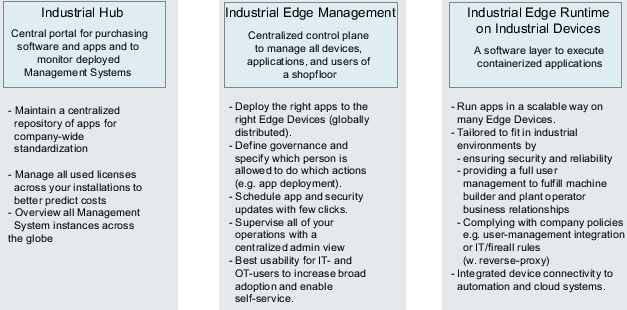 Industrial Hub
Central portal for purchasing
software and apps and to
monitor deployed
Management Systems
- Maintain a centralized
repository of apps for
company-wide
standardization
- Manage all used licenses
across your installations to
better predict costs
- Overview all Management
System instances across
the globe
Industrial Edge Management
Centralized control plane
to manage all devices,
applications, and users of
a shopfloor
- Deploy the right apps to the
right Edge Devices (globally
distributed).
- Define governance and
specify which person is
allowed to do which actions
(e.g. app deployment).
- Schedule app and security
updates with few clicks.
- Supervise all of your
operations with a
centralized admin view
- Best usability for IT- and
OT-users to increase broad
adoption and enable
self-service.
Industrial Edge Runtime
on Industrial Devices
A software layer to execute
containerized applications
- Run apps in a scalable way on
many Edge Devices.
- Tailored to fit in industrial
environments by
- ensuring security and reliability
- providing a full user
management to fulfill machine
builder and plant operator
business relationships
- Complying with company policies
e.g. user-management integration
or IT/fireall rules
(w. reverse-proxy)
- Integrated device connectivity to
automation and cloud systems.